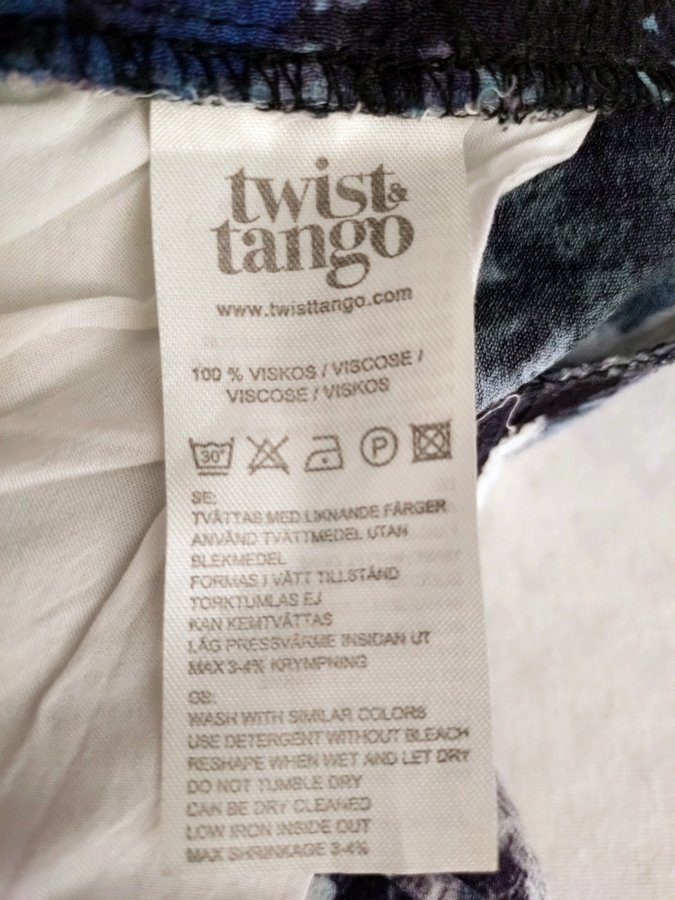 twist &
tango
www.twisttango.com
100 % VISKOS / VISCOSE /
VISCOSE / VISKOS
30° P
SE:
TVÄTTAS MED LIKNANDE FÄRGER
ANVÄND TVÄTTMEDEL UTAN
BLEKMEDEL
FORMAS I VÅTT TILLSTÅND
TORKTUMLAS EJ
KAN KEMTVÄTTAS
LÅG PRESSVÄRME INSIDAN UT
MAX 3-4% KRYMPNING
GB:
WASH WITH SIMILAR COLORS
USE DETERGENT WITHOUT BLEACH
RESHAPE WHEN WET AND LET DRY
DO NOT TUMBLE DRY
CAN BE DRY CLEANED
LOW IRON INSIDE OUT
MAX SHRINKAGE 3-4%